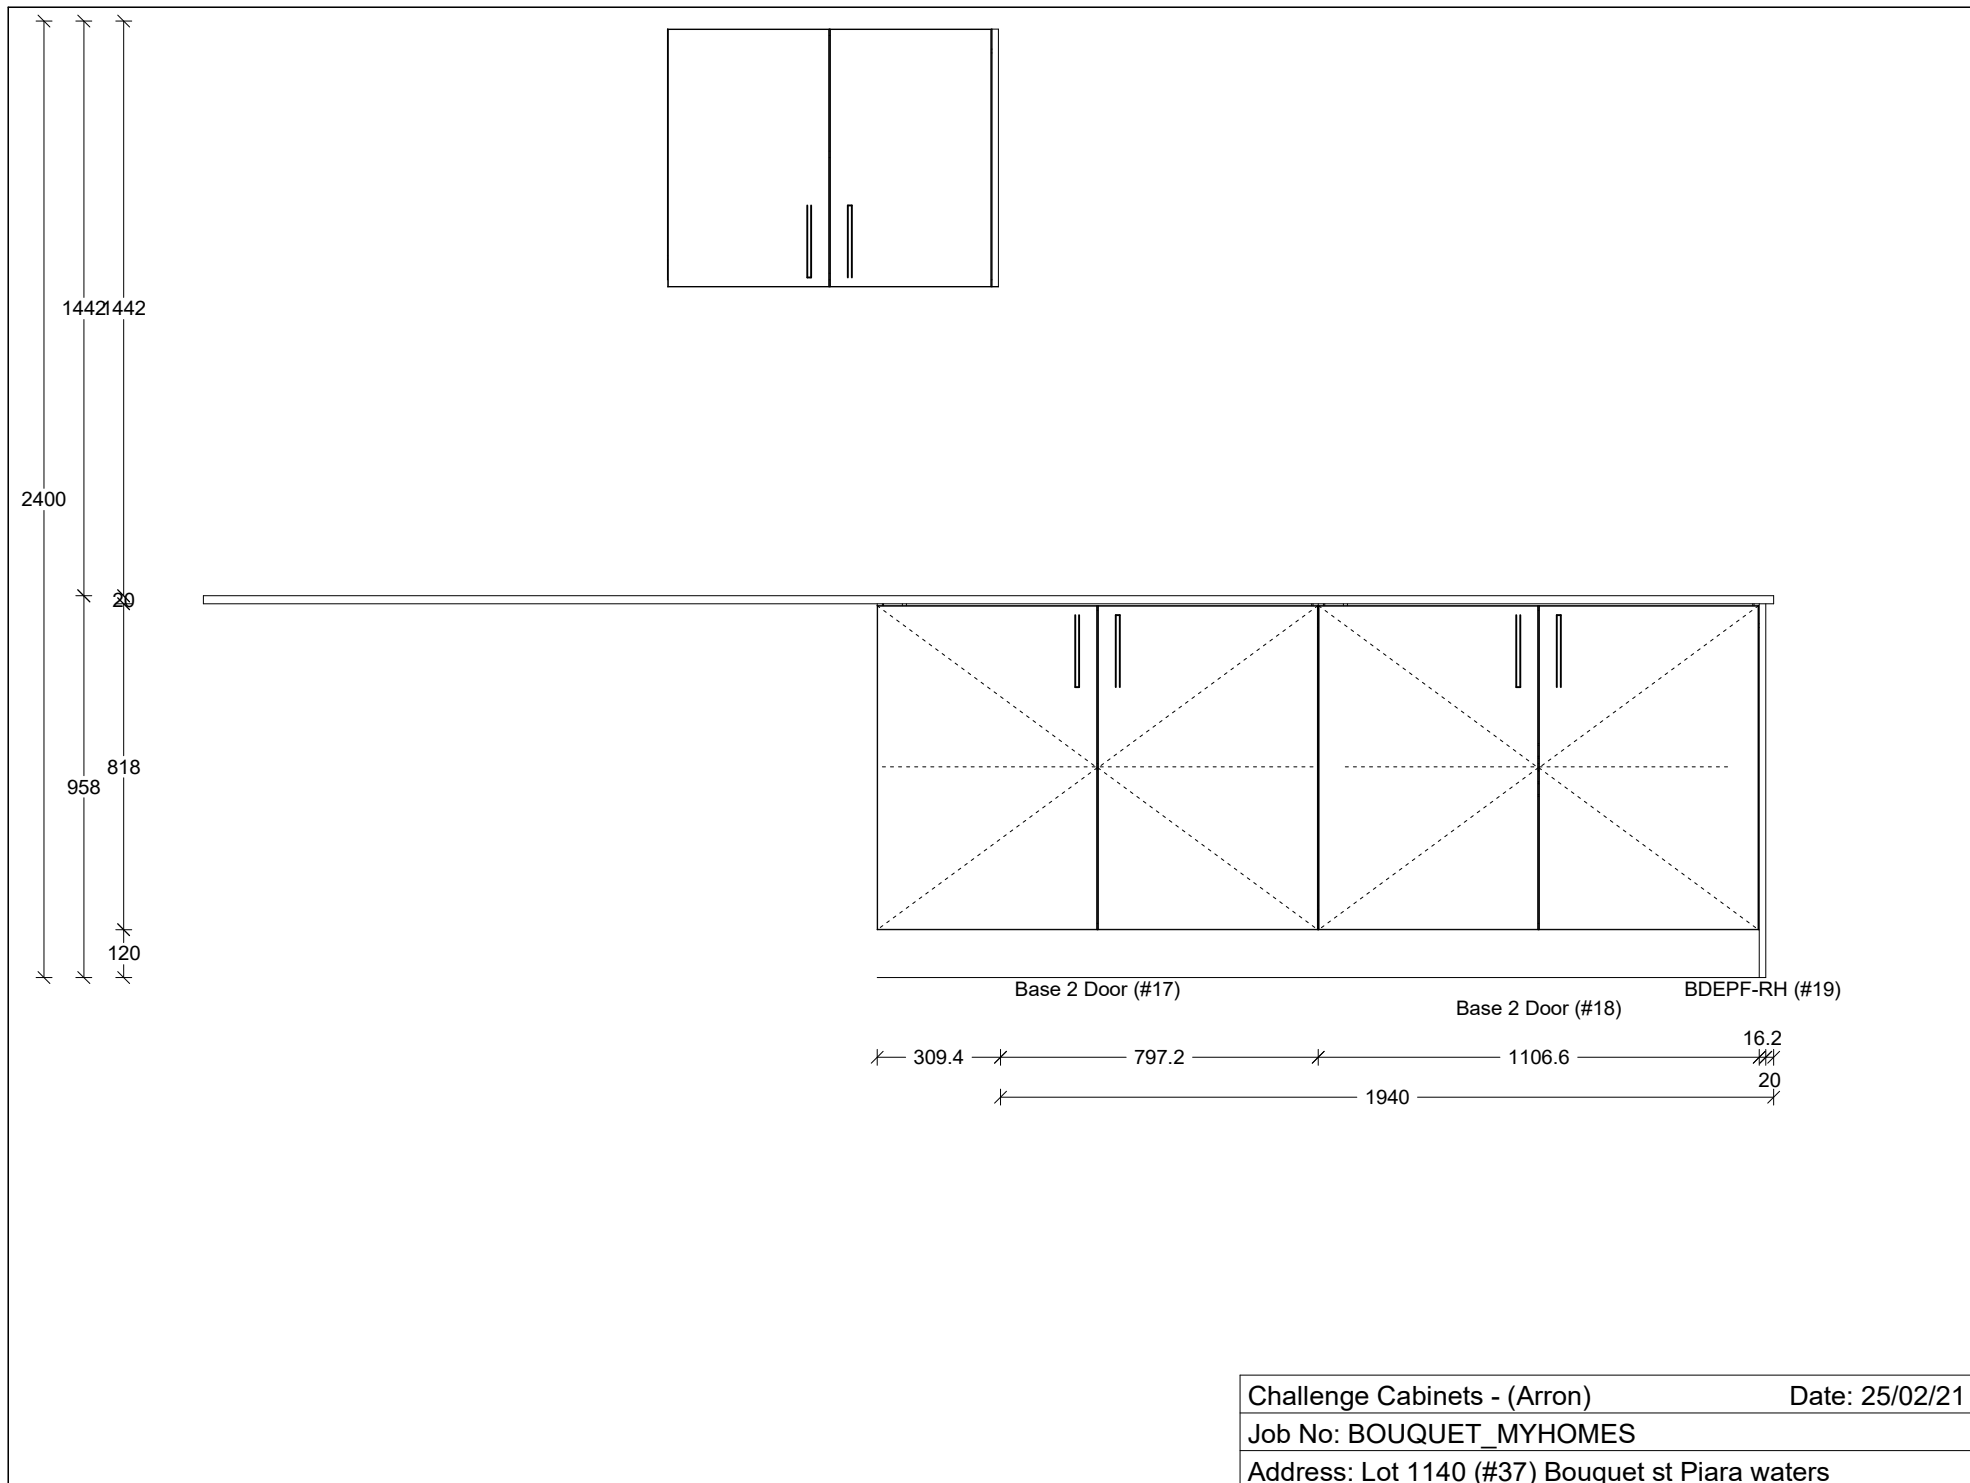 1442 1442
2400
20
818
958
120
Base 2 Door (#17)
BDEPF-RH (#19)
Base 2 Door (#18)
16.2
309.4 797.2 1106.6
20
1940
Challenge Cabinets - (Arron) Date: 25/02/21
Job No: BOUQUET_MYHOMES
Address: Lot 1140 (#37) Bouquet st Piara waters